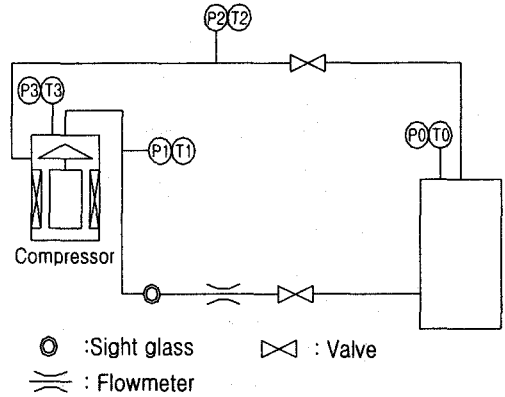 P2 T2
P3 T3
P1 T1
P0 T0
Compressor
:Sight glass
: Valve
: Flowmeter